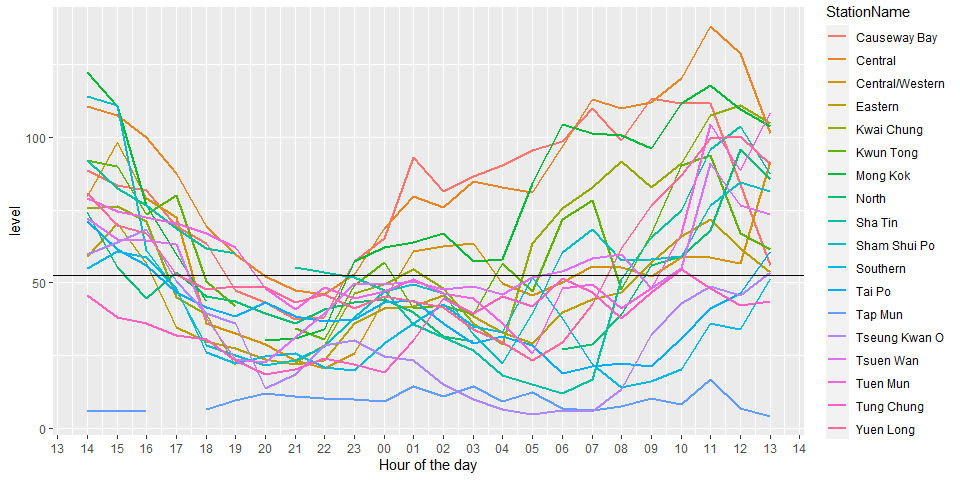 StationName
Causeway Bay
Central
Central/Western
Eastern
Kwai Chung
Kwun Tong
Mong Kok
North
Sha Tin
Sham Shui Po
Southern
Tai Po
Tap Mun
Tseung Kwan O
Tsuen Wan
Tuen Mun
Tung Chung
Yuen Long
level
100
50
0
13 14 15 16 17 18 19 20 21 22 23 00 01 02 03 04 05 06 07 08 09 10 11 12 13 14
Hour of the day